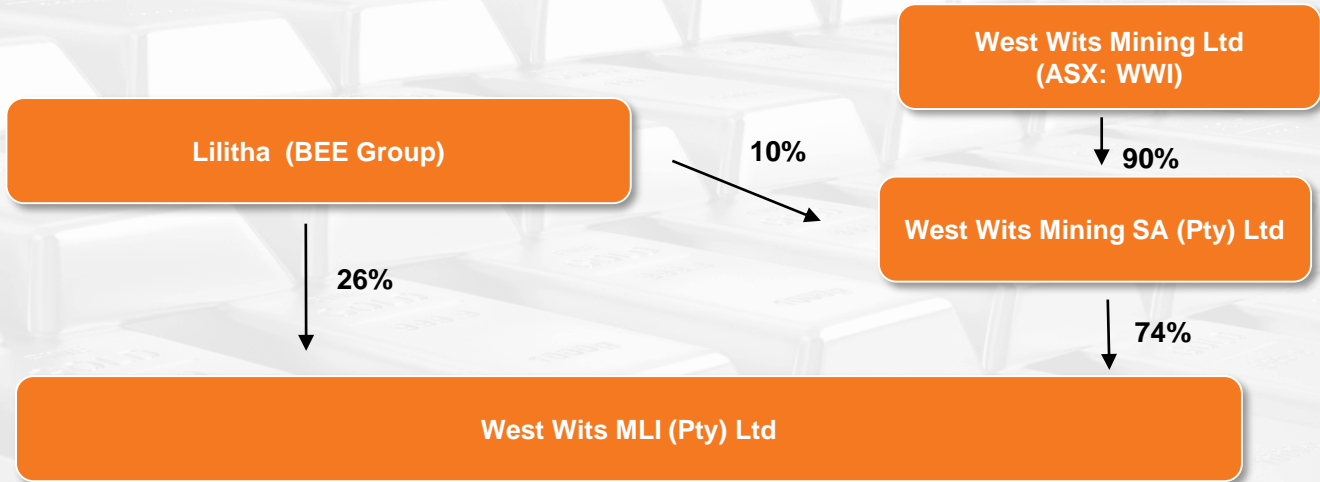 West Wits Mining Ltd
(ASX: WWI)
Lilitha (BEE Group)
10%
90%
West Wits Mining SA (Pty) Ltd
26%
74%
West Wits MLI (Pty) Ltd